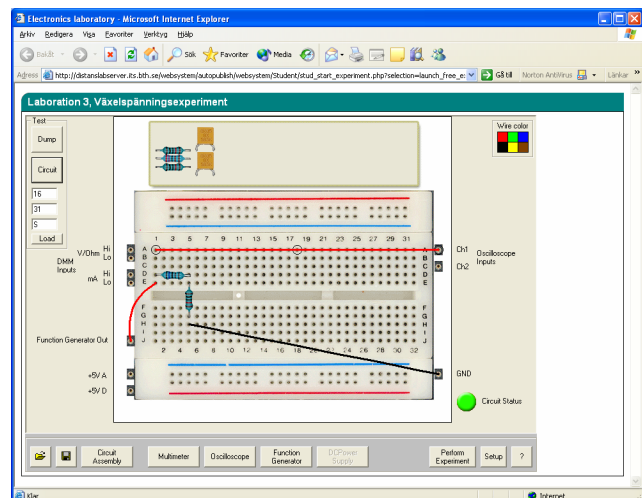 Electronics laboratory - Microsoft Internet Explorer
Arkiv Redigera Visa Favoriter Verktyg Hjälp
Bakåt Sök Favoriter Media
Adress http://distanslabserver.its.bth.se/websystem/autopublish/websystem/Student/stud_start_experiment.php?selection=launch_free_e: Gå till Norton AntiVirus Länkar »
Laboration 3, Växelspänningsexperiment
Test
Dump
Circuit
16
31
S
Load
Wire color
1 3 5 7 9 11 13 15 17 19 21 23 25 27 29 31
V/Ohm Hi
Lo
DMM
Inputs
mA Hi
Lo
A A
B B
C C
D D
E E
Ch1
Ch2
Oscilloscope
Inputs
F F
G G
H H
I I
J J
Function Generator Out
2 4 6 8 10 12 14 16 18 20 22 24 26 28 30 32
+5V A
+5V D
GND
Circuit Status
Circuit
Assembly
Multimeter
Oscilloscope
Function
Generator
DCPower
Supply
Perform
Experiment
Setup
?
Klar Internet